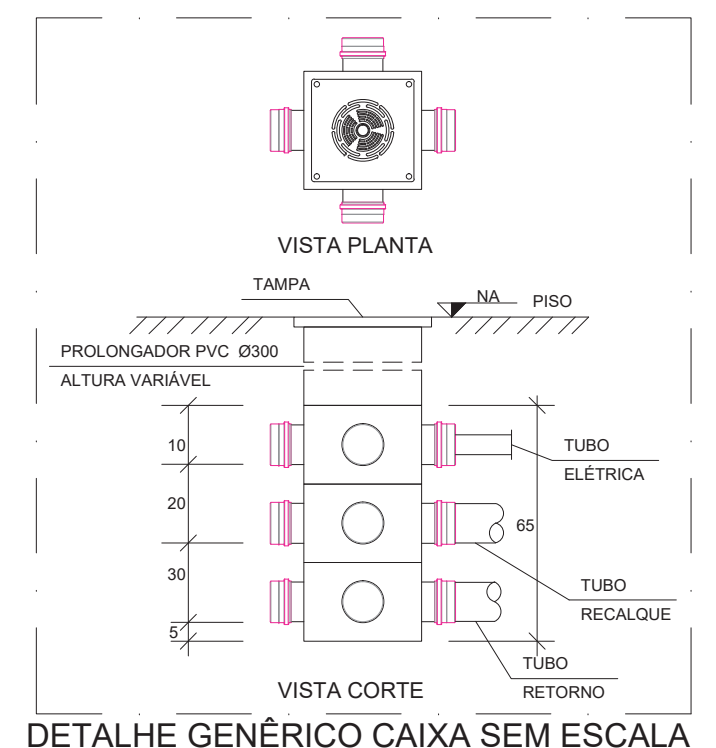 VISTA PLANTA
TAMPA
NA
PISO
PROLONGADOR PVC Ø300
ALTURA VARIÁVEL
10
TUBO
ELÉTRICA
20
65
30
TUBO
RECALQUE
5
TUBO
RETORNO
VISTA CORTE
DETALHE GENÊRICO CAIXA SEM ESCALA